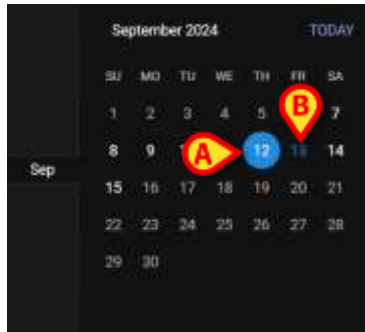 September 2024 TODAY
SU MO TU WE TH FRI SA
1 2 3 4 5 B 7
8 9 A 12 13 14
Sep
15 16 17 18 19 20 21
22 23 24 25 26 27 28
29 30